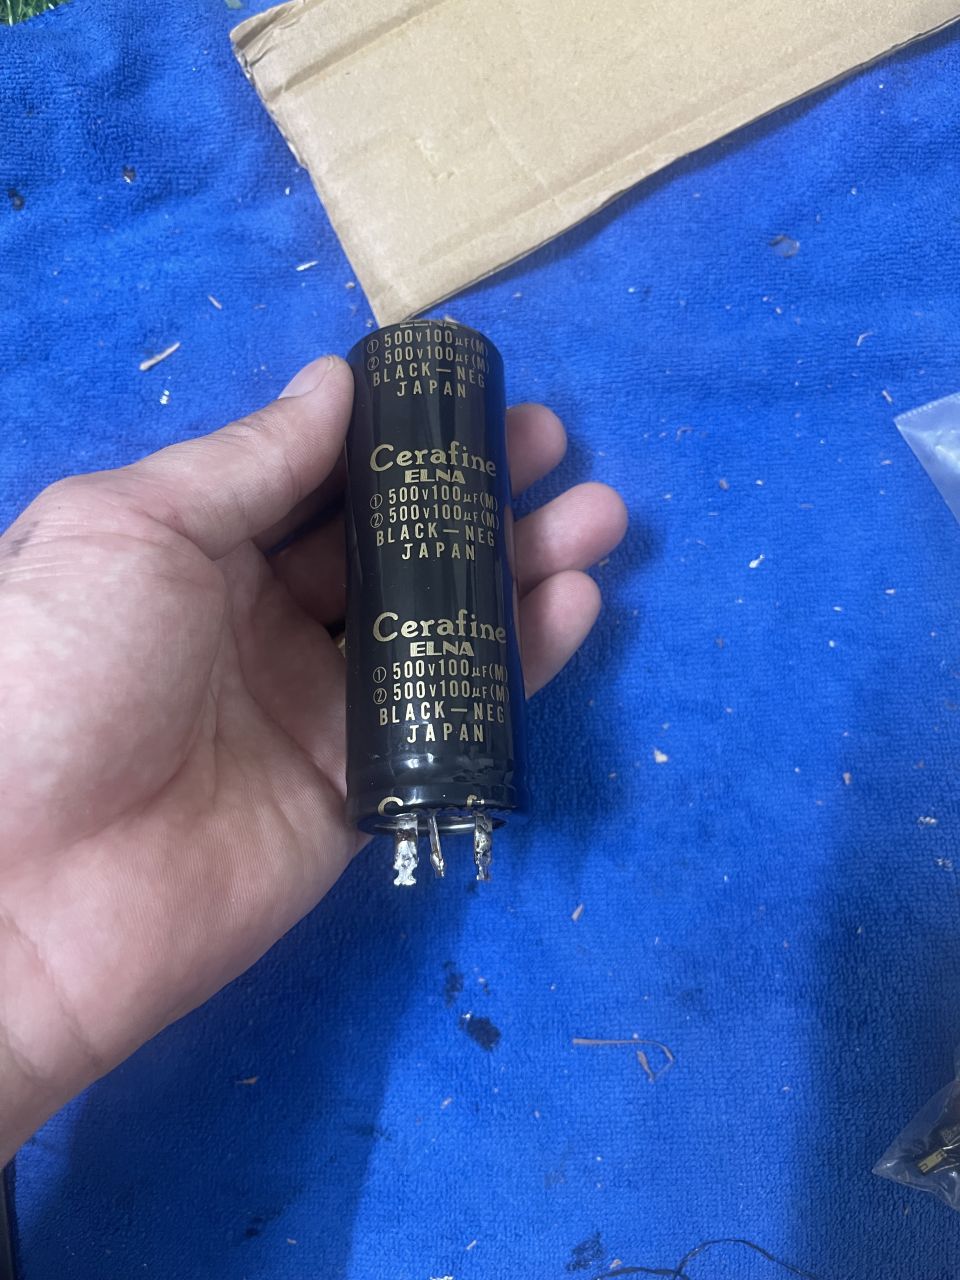 ELNA
① 500V100μF(M)
② 500V100μF(M)
BLACK—NEG
JAPAN
Cerafine
ELNA
① 500V100μF(M)
② 500V100μF(M)
BLACK—NEG
JAPAN
Cerafine
ELNA
① 500V100μF(M)
② 500V100μF(M)
BLACK—NEG
JAPAN